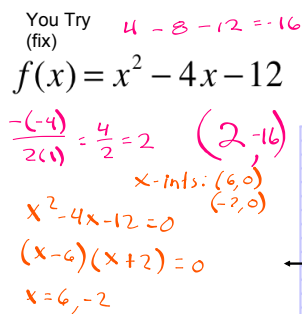 You Try
(fix)
4 - 8 - 12 = -16
f(x) = x² − 4x − 12
-(-4)/2(1) = 4/2 = 2
(2,-16)
x-ints: (6,0)
(-2,0)
x²-4x-12=0
(x-6)(x+2)=0
x=6,-2